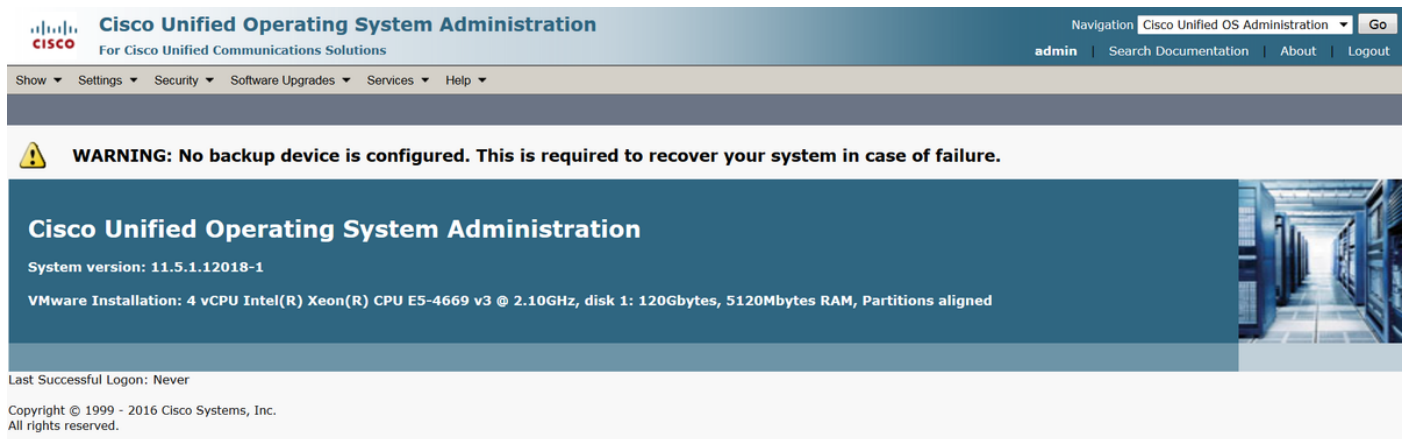 CISCO
Cisco Unified Operating System Administration
For Cisco Unified Communications Solutions
Navigation Cisco Unified OS Administration Go
admin | Search Documentation | About | Logout
Show Settings Security Software Upgrades Services Help
WARNING: No backup device is configured. This is required to recover your system in case of failure.
Cisco Unified Operating System Administration
System version: 11.5.1.12018-1
VMware Installation: 4 vCPU Intel(R) Xeon(R) CPU E5-4669 v3 @ 2.10GHz, disk 1: 120Gbytes, 5120Mbytes RAM, Partitions aligned
Last Successful Logon: Never
Copyright © 1999 - 2016 Cisco Systems, Inc.
All rights reserved.